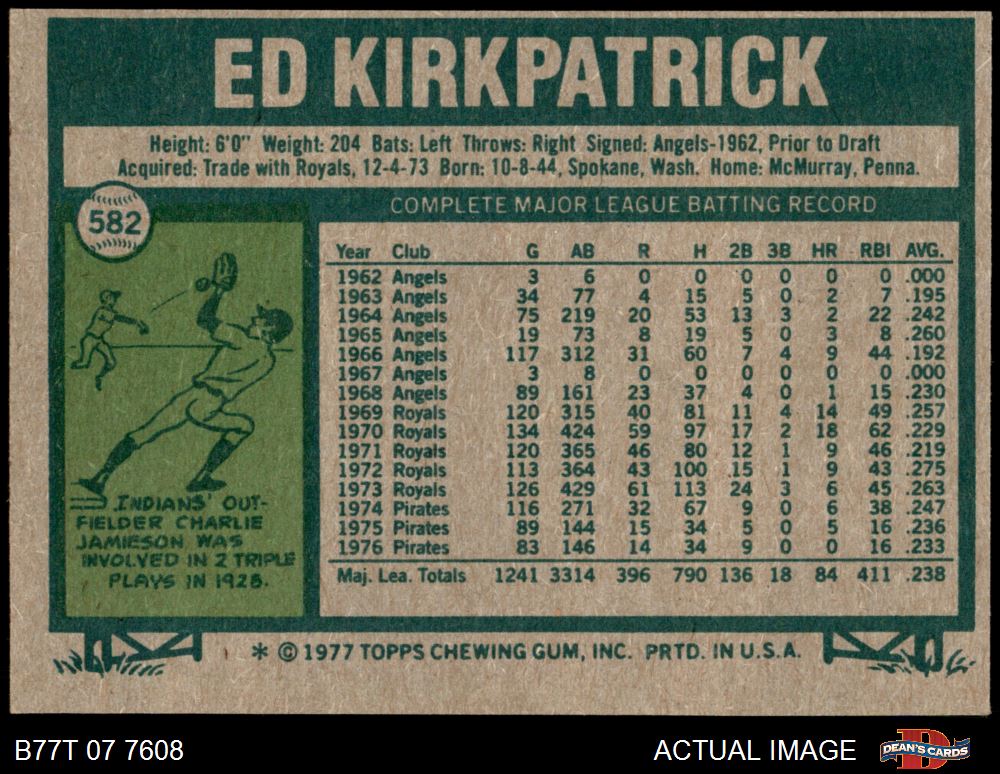 ED KIRKPATRICK
Height: 6'0" Weight: 204 Bats: Left Throws: Right Signed: Angels-1962, Prior to Draft
Acquired: Trade with Royals, 12-4-73 Born: 10-8-44, Spokane, Wash. Home: McMurray, Penna.
582
COMPLETE MAJOR LEAGUE BATTING RECORD
Year Club G AB R H 2B 3B HR RBI AVG.
1962 Angels 3 6 0 0 0 0 0 0 .000
1963 Angels 34 77 4 15 5 0 2 7 .195
1964 Angels 75 219 20 53 13 3 2 22 .242
1965 Angels 19 73 8 19 5 0 3 8 .260
1966 Angels 117 312 31 60 7 4 9 44 .192
1967 Angels 3 8 0 0 0 0 0 0 .000
1968 Angels 89 161 23 37 4 0 1 15 .230
1969 Royals 120 315 40 81 11 4 14 49 .257
1970 Royals 134 424 59 97 17 2 18 62 .229
1971 Royals 120 365 46 80 12 1 9 46 .219
1972 Royals 113 364 43 100 15 1 9 43 .275
1973 Royals 126 429 61 113 24 3 6 45 .263
1974 Pirates 116 271 32 67 9 0 6 38 .247
1975 Pirates 89 144 15 34 5 0 5 16 .236
1976 Pirates 83 146 14 34 9 0 0 16 .233
Maj. Lea. Totals 1241 3314 396 790 136 18 84 411 .238
INDIANS' OUT-
FIELDER CHARLIE
JAMIESON WAS
INVOLVED IN 2 TRIPLE
PLAYS IN 1928.
* © 1977 TOPPS CHEWING GUM, INC. PRTD. IN U.S.A.
B77T 07 7608
ACTUAL IMAGE
DEAN'S CARDS